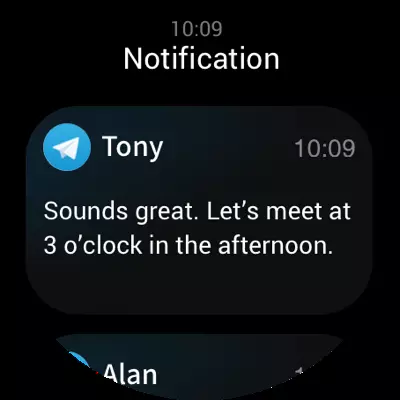 10:09
Notification
Tony 10:09
Sounds great. Let’s meet at
3 o’clock in the afternoon.
Alan